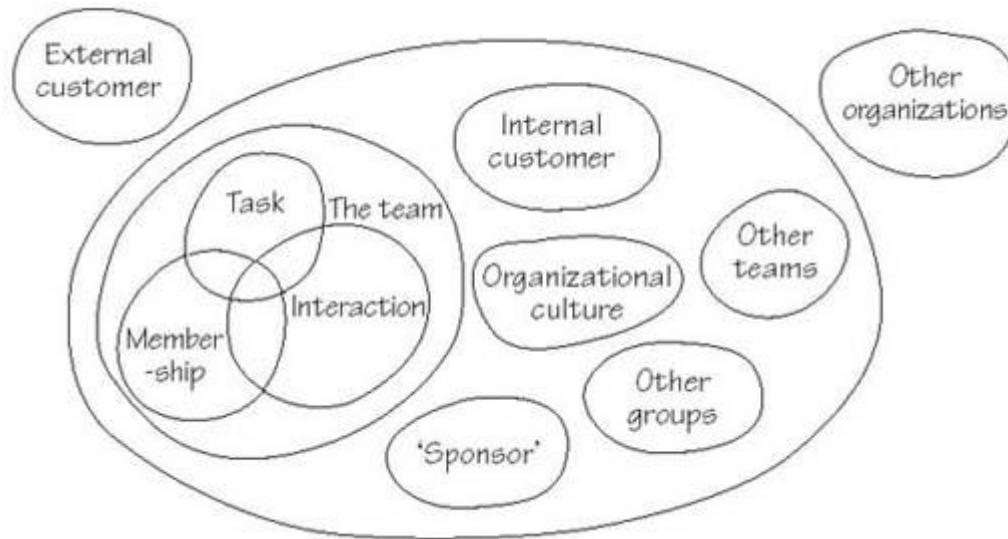 External
customer
Other
organizations
Internal
customer
Task
The team
Other
teams
Organizational
culture
Interaction
Member
-ship
Other
groups
'Sponsor'